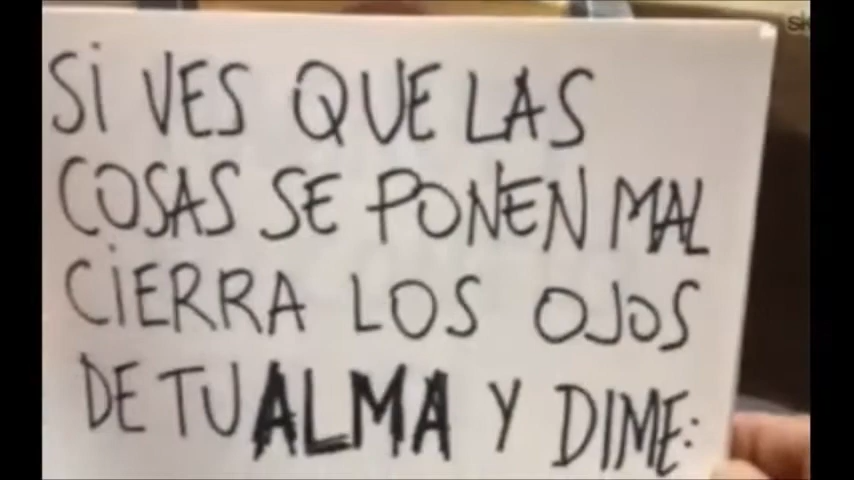 Si VES QUE LAS
COSAS SE PONEN MAL
CiERRA LOS OJOS
DE TU ALMA Y DIME: